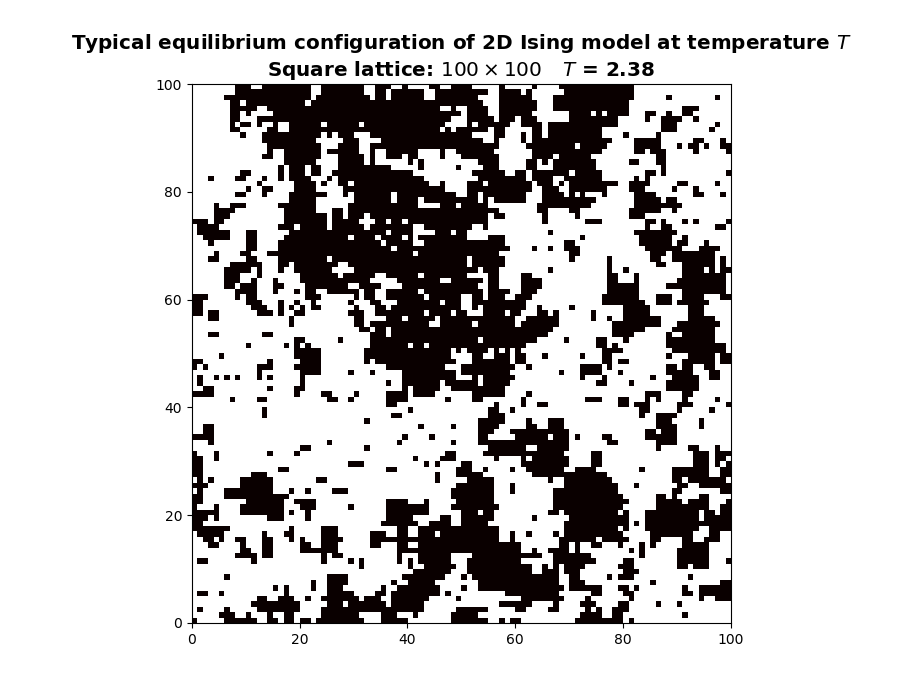 Typical equilibrium configuration of 2D Ising model at temperature T
Square lattice: 100 × 100 T = 2.38
100
80
60
40
20
0
0 20 40 60 80 100